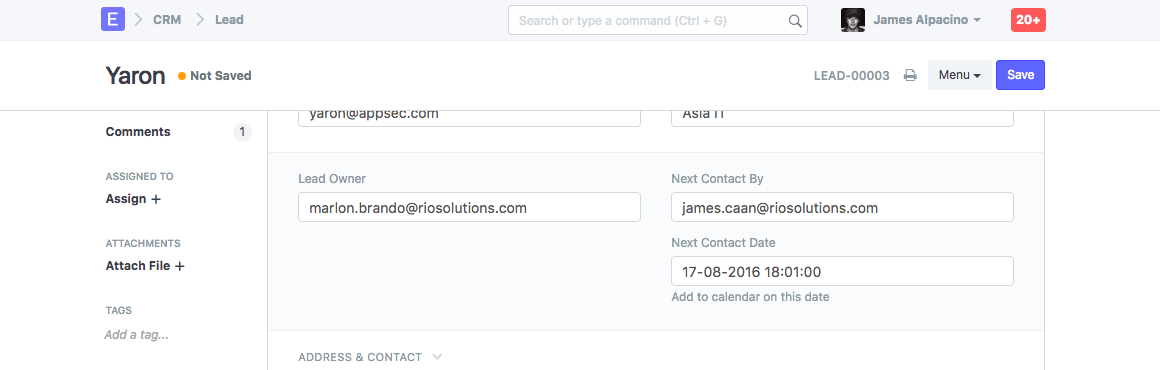 E CRM Lead Search or type a command (Ctrl + G) James Alpacino 20+
Yaron Not Saved LEAD-00003 Menu Save
yaron@appsec.com Asia IT
Comments 1
Lead Owner Next Contact By
ASSIGNED TO
Assign +
marlon.brando@riosolutions.com james.caan@riosolutions.com
Next Contact Date
ATTACHMENTS
Attach File +
17-08-2016 18:01:00
Add to calendar on this date
TAGS
Add a tag...
ADDRESS & CONTACT